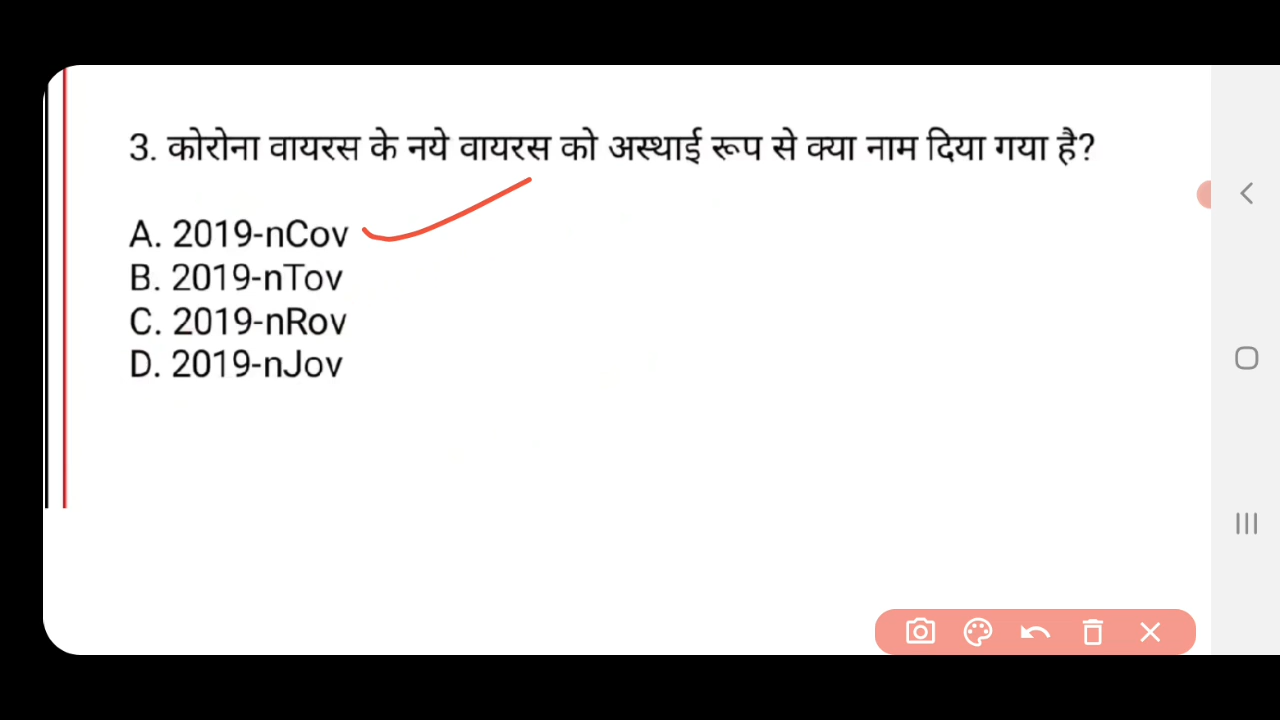 3. कोरोना वायरस के नये वायरस को अस्थाई रूप से क्या नाम दिया गया है?
A. 2019-nCov
B. 2019-nTov
C. 2019-nRov
D. 2019-nJov